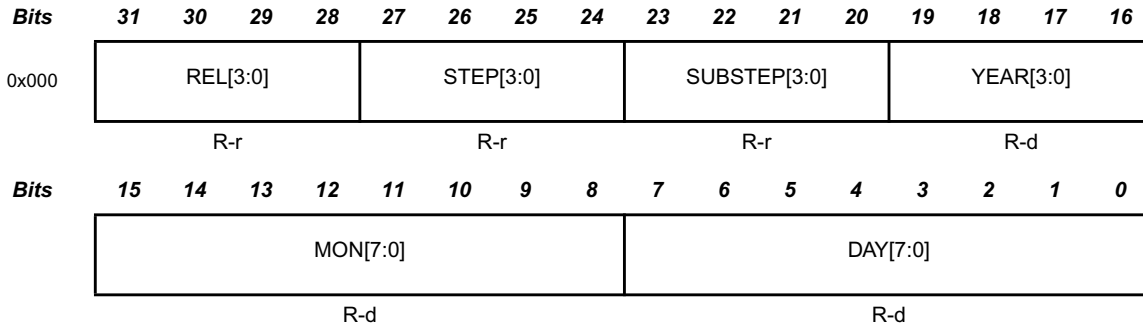 Bits 31 30 29 28 27 26 25 24 23 22 21 20 19 18 17 16
0x000 REL[3:0] STEP[3:0] SUBSTEP[3:0] YEAR[3:0]
R-r R-r R-r R-d
Bits 15 14 13 12 11 10 9 8 7 6 5 4 3 2 1 0
MON[7:0] DAY[7:0]
R-d R-d